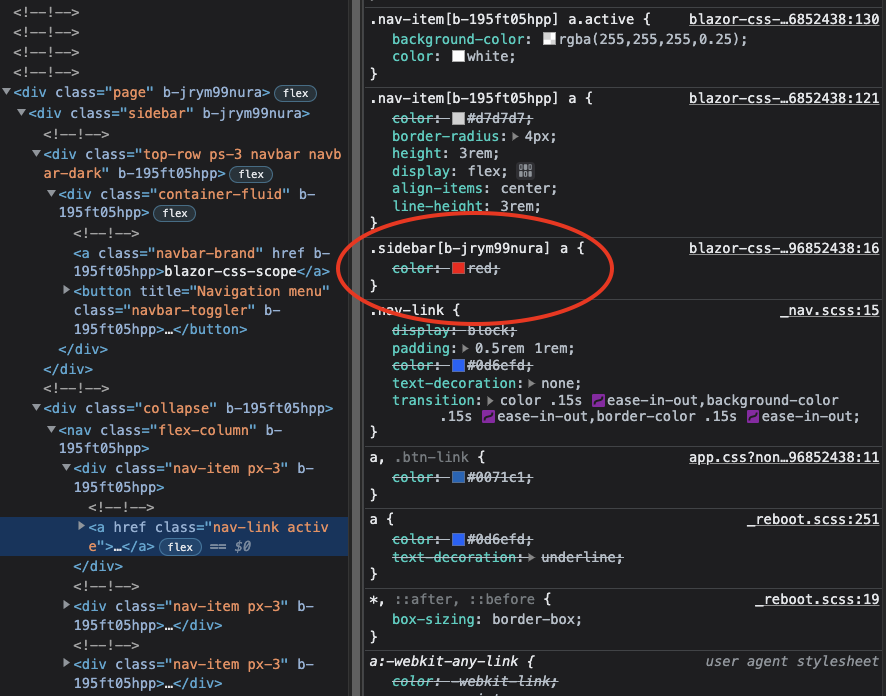 <!--!-->
<!--!-->
<!--!-->
<!--!-->
<div class="page" b-jrym99nura> flex
<div class="sidebar" b-jrym99nura>
<!--!-->
<div class="top-row ps-3 navbar navb
ar-dark" b-195ft05hpp> flex
<div class="container-fluid" b-
195ft05hpp> flex
<!--!-->
<a class="navbar-brand" href b-
195ft05hpp>blazor-css-scope</a>
<button title="Navigation menu"
class="navbar-toggler" b-
195ft05hpp>…</button>
</div>
</div>
<!--!-->
<div class="collapse" b-195ft05hpp>
<nav class="flex-column" b-
195ft05hpp>
<div class="nav-item px-3" b-
195ft05hpp>
<!--!-->
<a href class="nav-link activ
e">…</a> flex == $0
</div>
<!--!-->
<div class="nav-item px-3" b-
195ft05hpp>…</div>
<!--!-->
<div class="nav-item px-3" b-
195ft05hpp>…</div>
.nav-item[b-195ft05hpp] a.active { blazor-css-…6852438:130
background-color: rgba(255,255,255,0.25);
color: white;
}
.nav-item[b-195ft05hpp] a { blazor-css-…6852438:121
color: #d7d7d7;
border-radius: 4px;
height: 3rem;
display: flex;
align-items: center;
line-height: 3rem;
}
.sidebar[b-jrym99nura] a { blazor-css-…96852438:16
color: red;
}
.nav-link { _nav.scss:15
display: block;
padding: 0.5rem 1rem;
color: #0d6efd;
text-decoration: none;
transition: color .15s ease-in-out,background-color
.15s ease-in-out,border-color .15s ease-in-out;
}
a, .btn-link { app.css?non…96852438:11
color: #0071c1;
}
a { _reboot.scss:251
color: #0d6efd;
text-decoration: underline;
}
*, ::after, ::before { _reboot.scss:19
box-sizing: border-box;
}
a:-webkit-any-link { user agent stylesheet
color: -webkit-link;